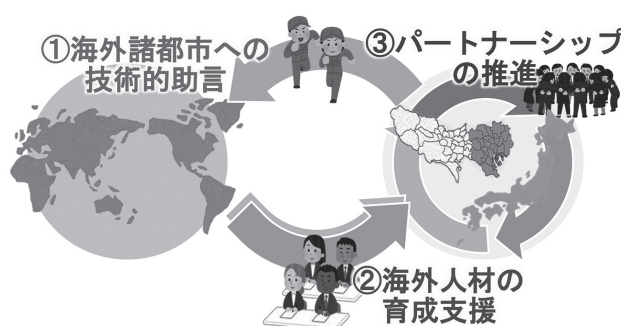 ①海外諸都市への
技術的助言
③パートナーシップ
の推進
②海外人材の
育成支援